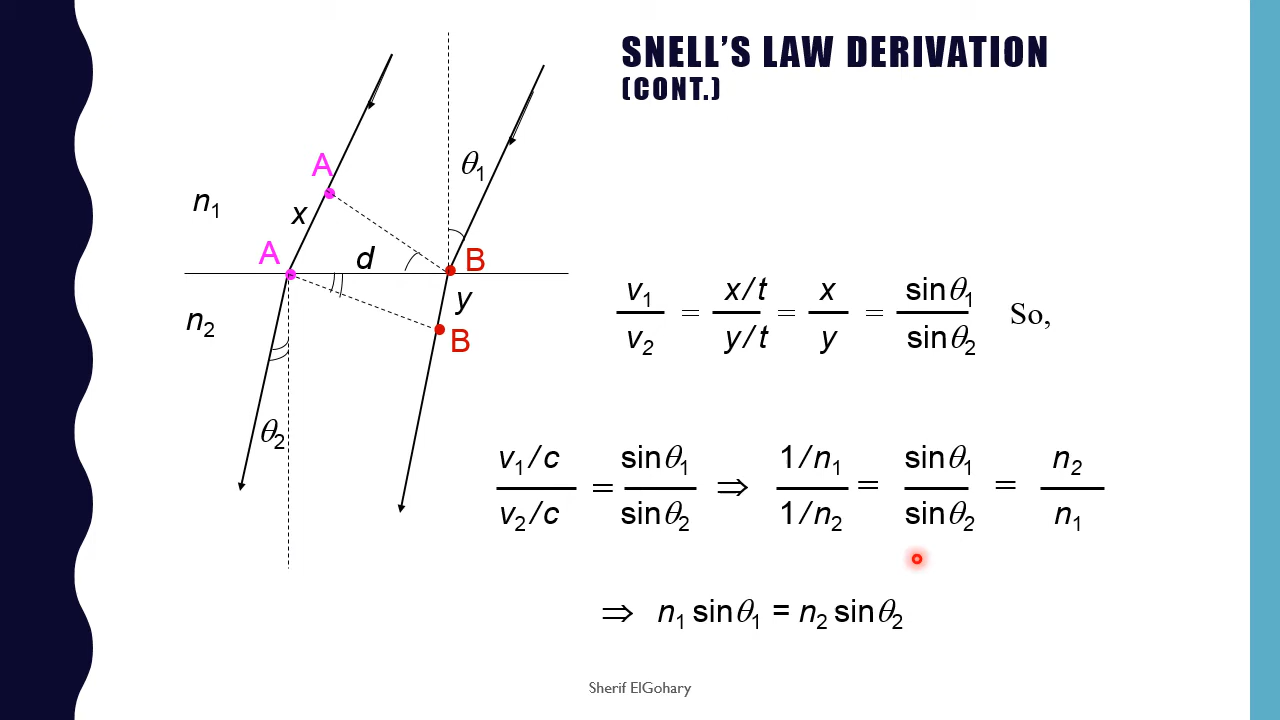 SNELL'S LAW DERIVATION
(CONT.)
θ1
A
n1
x
A
d
B
y
n2
B
θ2
v1/v2 = (x/t)/(y/t) = x/y = sinθ1/sinθ2 So,
(v1/c)/(v2/c) = sinθ1/sinθ2 ⇒ (1/n1)/(1/n2) = sinθ1/sinθ2 = n2/n1
⇒ n1 sinθ1 = n2 sinθ2
Sherif ElGohary